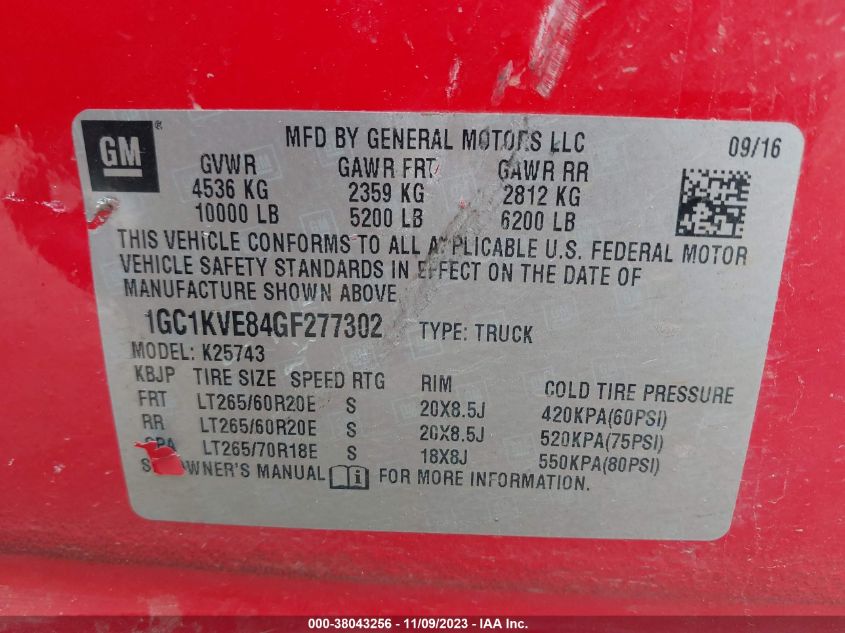 GM ® MFD BY GENERAL MOTORS LLC 09/16
GVWR GAWR FRT GAWR RR
4536 KG 2359 KG 2812 KG
10000 LB 5200 LB 6200 LB
THIS VEHICLE CONFORMS TO ALL APPLICABLE U.S. FEDERAL MOTOR
VEHICLE SAFETY STANDARDS IN EFFECT ON THE DATE OF
MANUFACTURE SHOWN ABOVE
1GC1KVE84GF277302 TYPE: TRUCK
MODEL: K25743
KBJP TIRE SIZE SPEED RTG RIM COLD TIRE PRESSURE
FRT LT265/60R20E S 20X8.5J 420KPA(60PSI)
RR LT265/60R20E S 20X8.5J 520KPA(75PSI)
SPA LT265/70R18E S 18X8J 550KPA(80PSI)
OWNER'S MANUAL i FOR MORE INFORMATION.
000-38043256 - 11/09/2023 - IAA Inc.